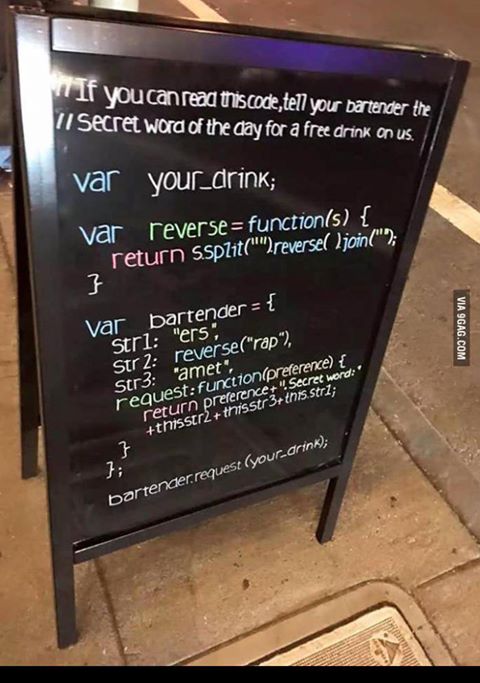 // If you can read this code, tell your bartender the
// Secret word of the day for a free drink on us.
var your_drink;
var reverse = function(s) {
return s.split("").reverse( ).join("");
}
var bartender = {
str1: "ers",
str2: reverse("rap"),
str3: "amet",
request: function(preference) {
return preference+".Secret word:"
+this.str2+this.str3+this.str1;
}
};
bartender.request(your_drink);
VIA 9GAG.COM